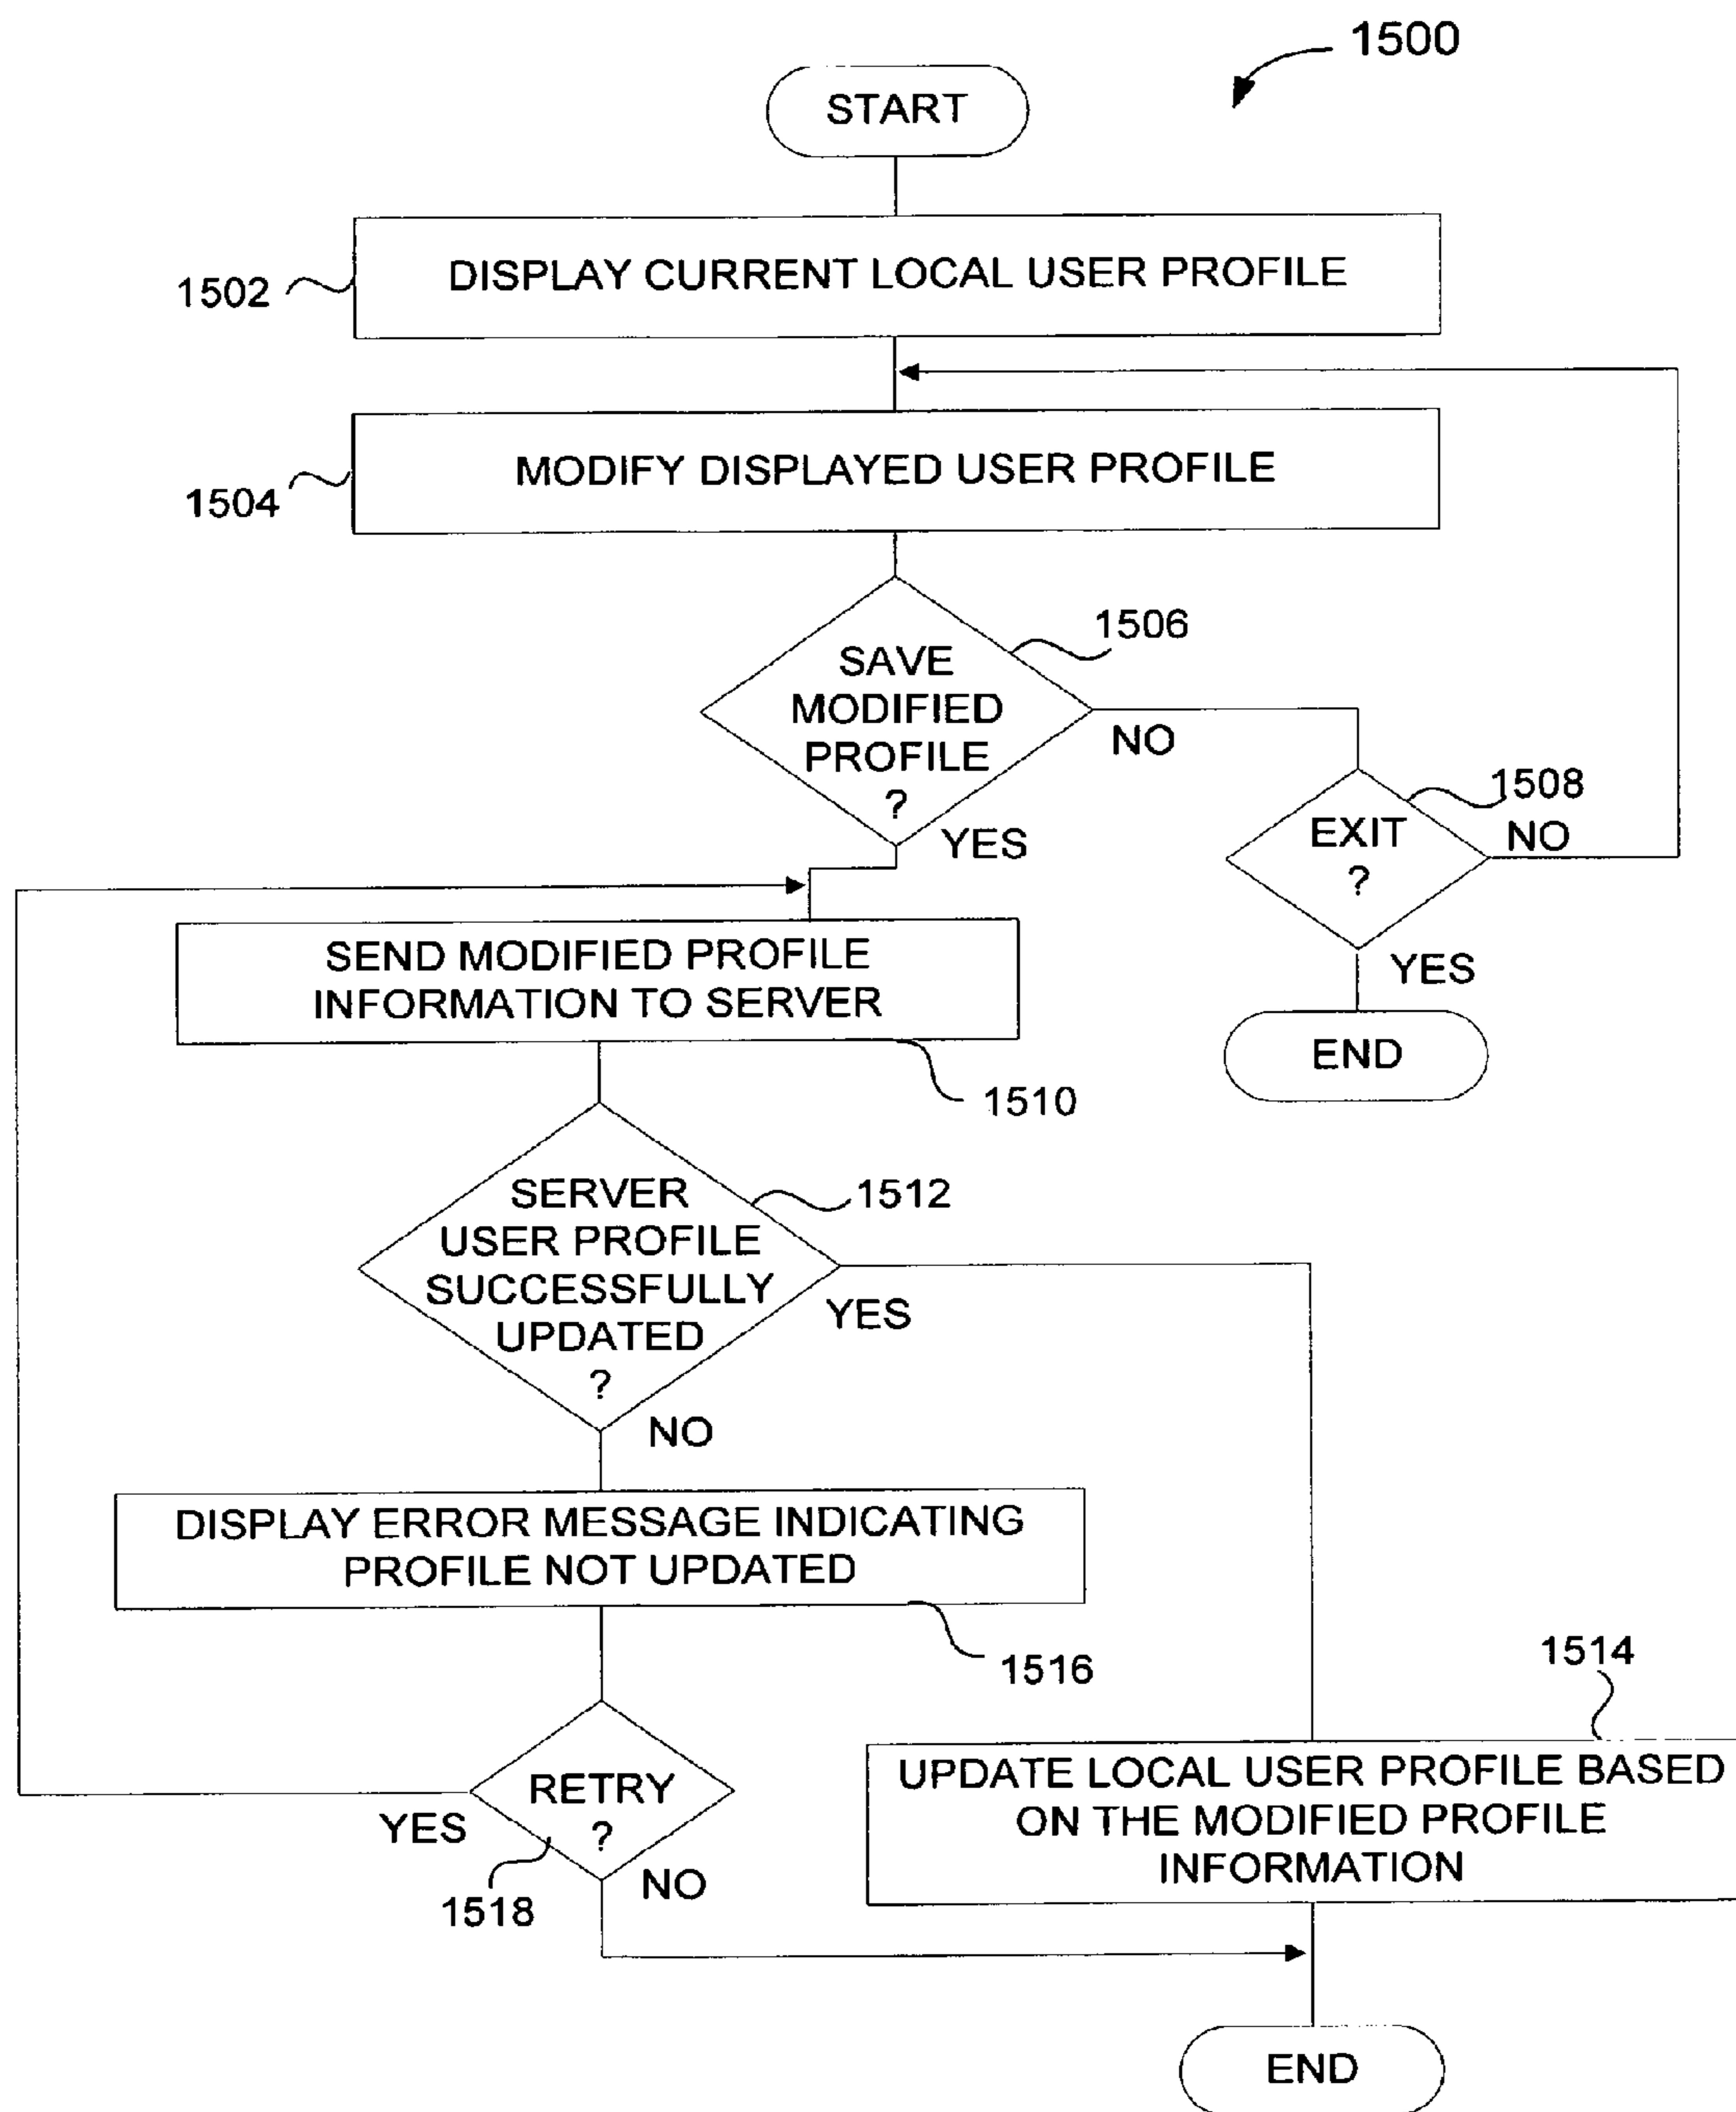 1500
START
1502
DISPLAY CURRENT LOCAL USER PROFILE
1504
MODIFY DISPLAYED USER PROFILE
1506
SAVE
MODIFIED
PROFILE
?
NO
YES
1508
EXIT
?
NO
YES
END
SEND MODIFIED PROFILE
INFORMATION TO SERVER
1510
1512
SERVER
USER PROFILE
SUCCESSFULLY
UPDATED
?
YES
NO
DISPLAY ERROR MESSAGE INDICATING
PROFILE NOT UPDATED
1516
1514
UPDATE LOCAL USER PROFILE BASED
ON THE MODIFIED PROFILE
INFORMATION
RETRY
?
YES
NO
1518
END